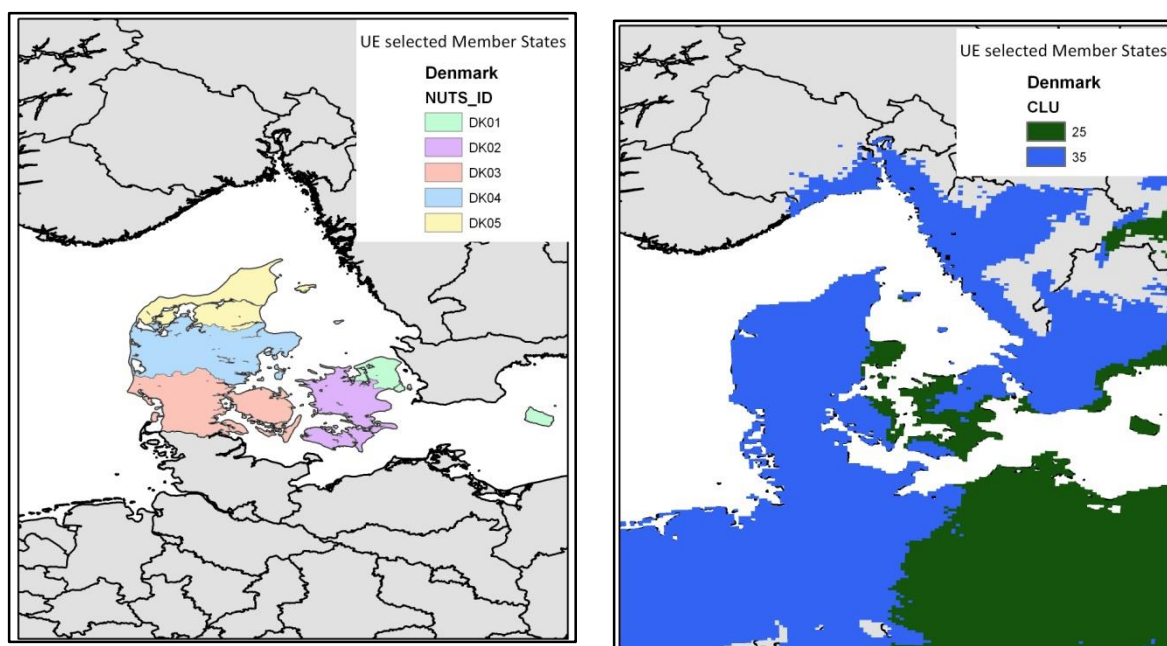 UE selected Member States
Denmark
NUTS_ID
DK01
DK02
DK03
DK04
DK05
UE selected Member States
Denmark
CLU
25
35